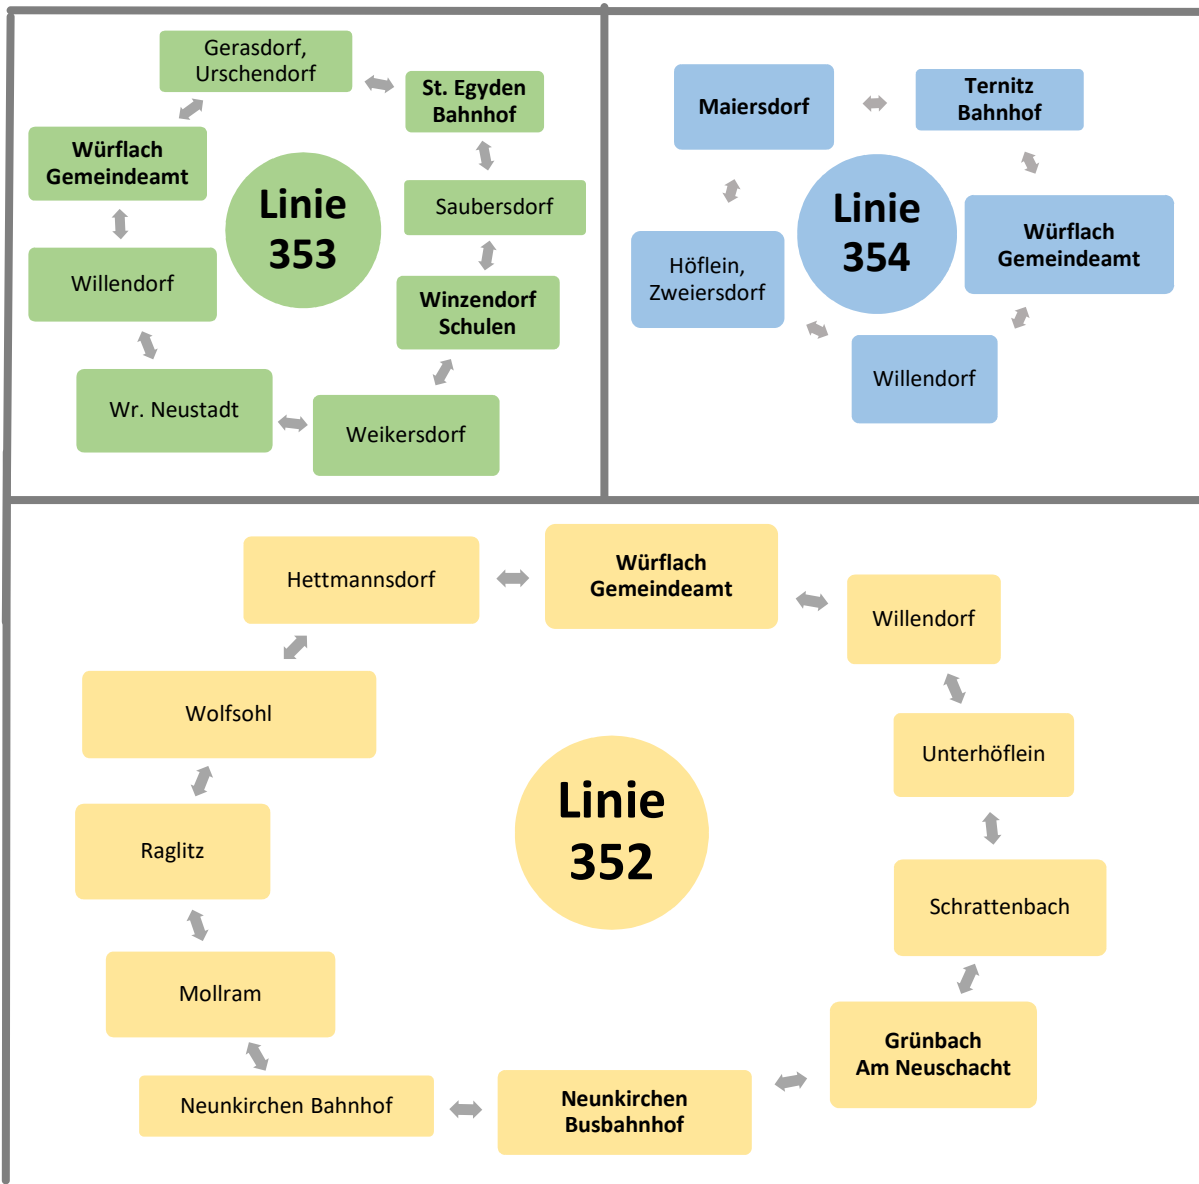 Gerasdorf,
Urschendorf
St. Egyden
Bahnhof
Würflach
Gemeindeamt
Linie
353
Saubersdorf
Willendorf
Winzendorf
Schulen
Wr. Neustadt
Weikersdorf
Maiersdorf
Ternitz
Bahnhof
Linie
354
Würflach
Gemeindeamt
Höflein,
Zweiersdorf
Willendorf
Hettmannsdorf
Würflach
Gemeindeamt
Willendorf
Wolfsohl
Unterhöflein
Linie
352
Raglitz
Schrattenbach
Mollram
Grünbach
Am Neuschacht
Neunkirchen Bahnhof
Neunkirchen
Busbahnhof